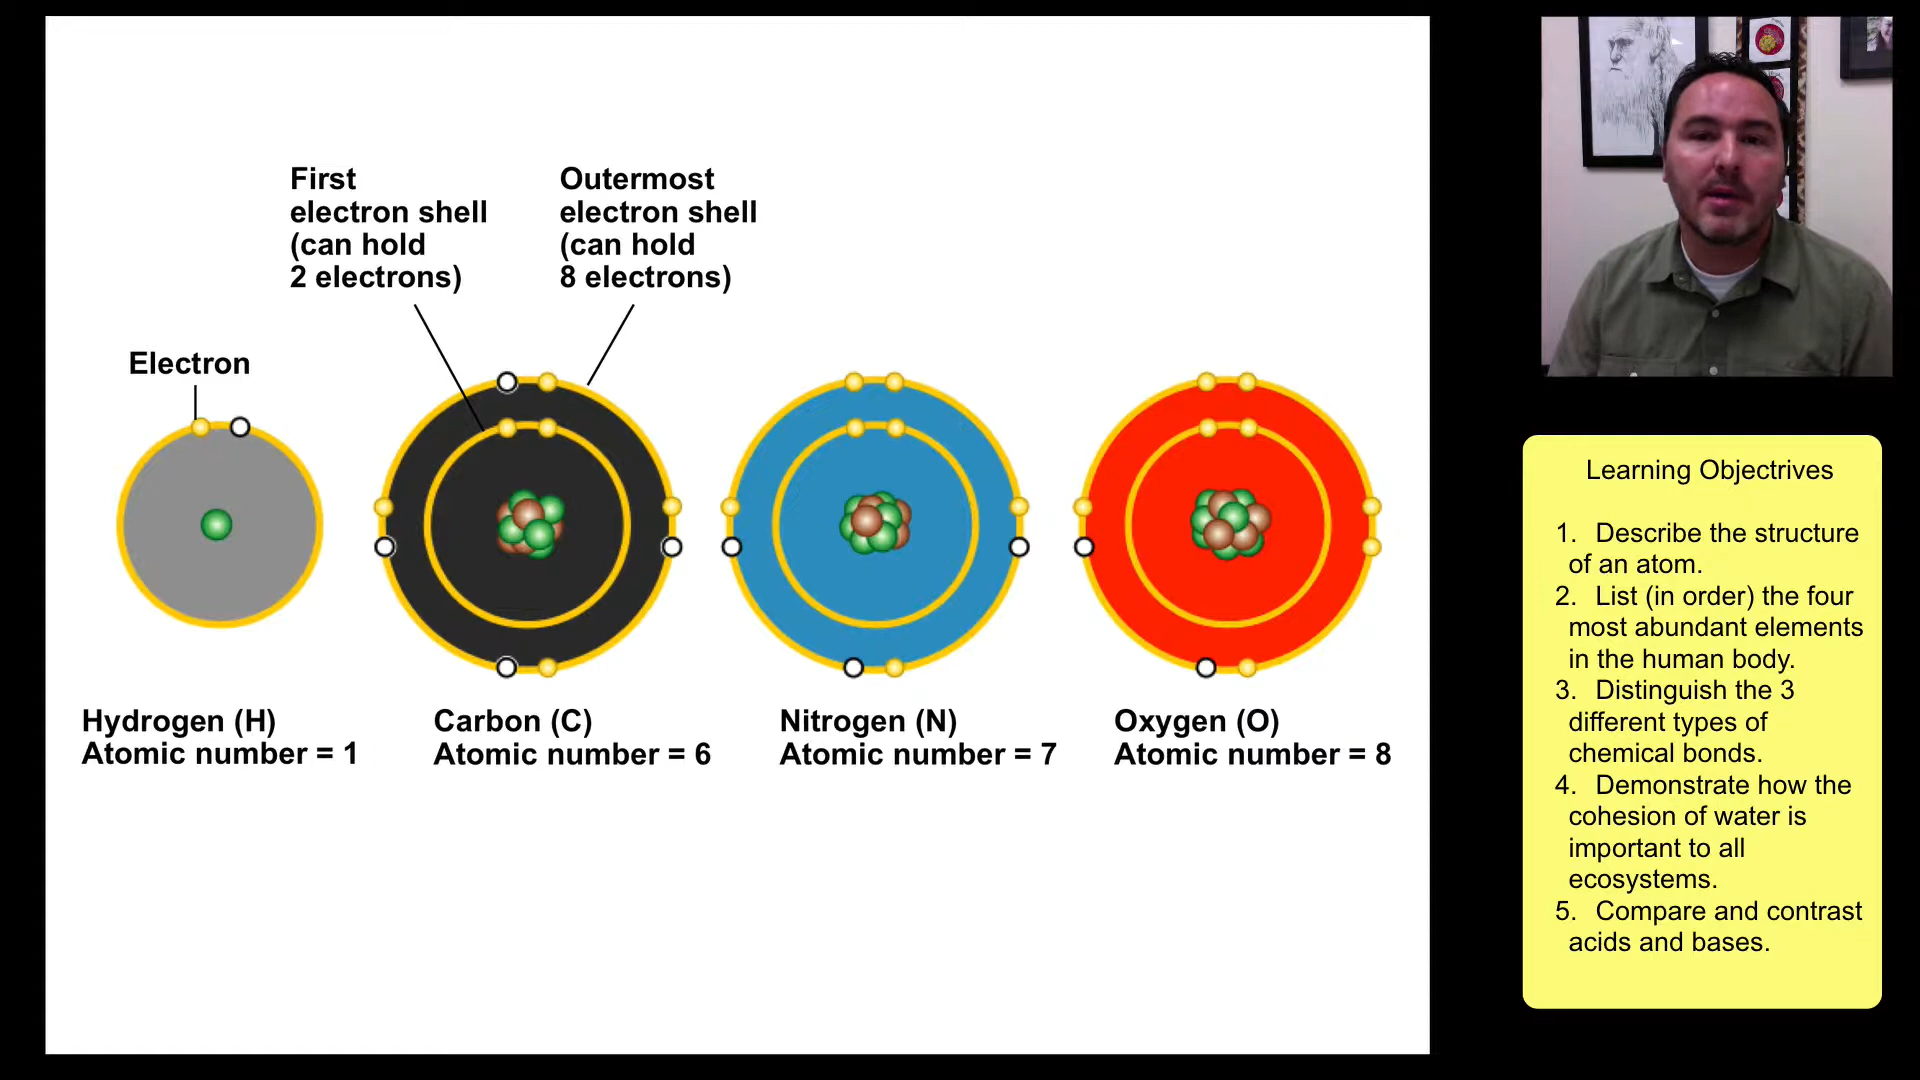 First
electron shell
(can hold
2 electrons)
Outermost
electron shell
(can hold
8 electrons)
Electron
Hydrogen (H)
Atomic number = 1
Carbon (C)
Atomic number = 6
Nitrogen (N)
Atomic number = 7
Oxygen (O)
Atomic number = 8
Learning Objectrives
1. Describe the structure
of an atom.
2. List (in order) the four
most abundant elements
in the human body.
3. Distinguish the 3
different types of
chemical bonds.
4. Demonstrate how the
cohesion of water is
important to all
ecosystems.
5. Compare and contrast
acids and bases.